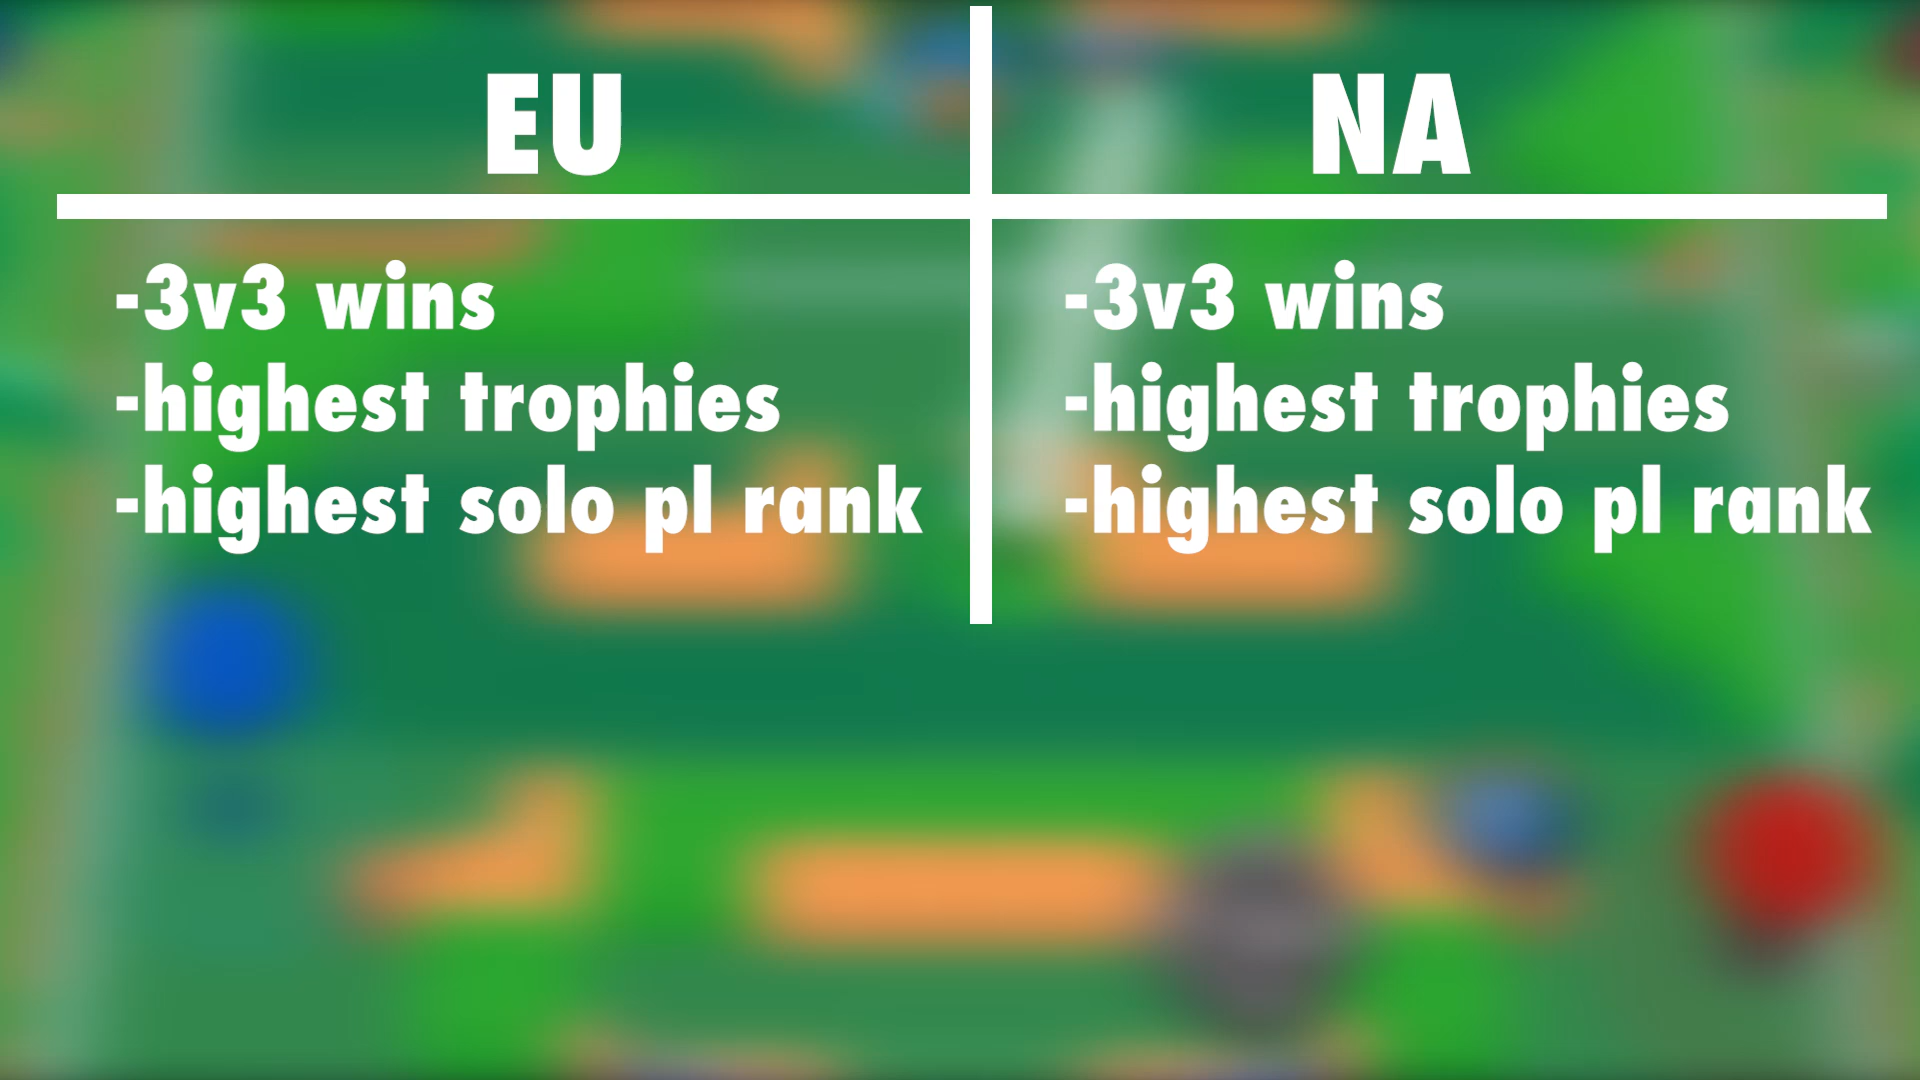 EU
-3v3 wins
-highest trophies
-highest solo pl rank
NA
-3v3 wins
-highest trophies
-highest solo pl rank